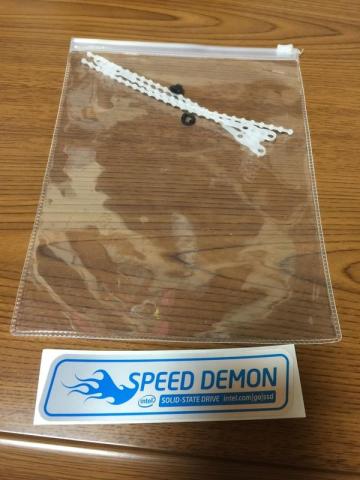 SPEED DEMON
intel SOLID-STATE DRIVE intel.com/go/ssd